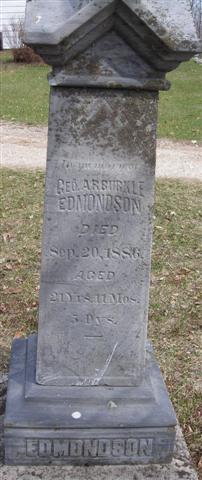 In memory of
GEO. ARBUCKLE
EDMONDSON
DIED
Sep. 20, 1886.
AGED
21 Yrs. 11 Mos.
5 Dys.
EDMONDSON